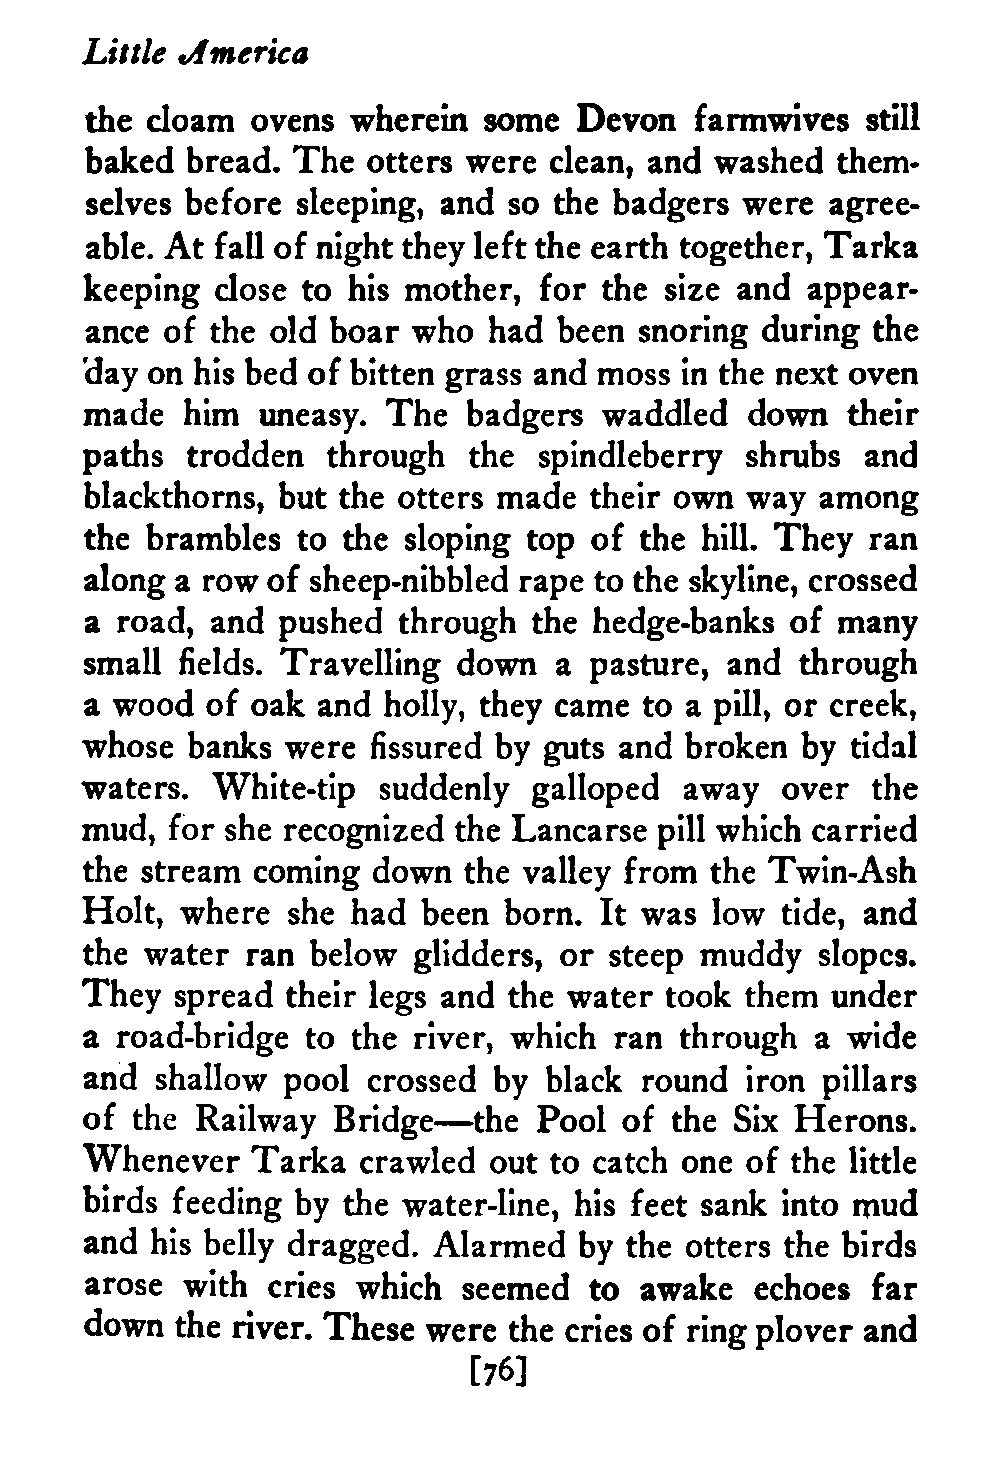 Little America
the cloam ovens wherein some Devon farmwives still
baked bread. The otters were clean, and washed them-
selves before sleeping, and so the badgers were agree-
able. At fall of night they left the earth together, Tarka
keeping close to his mother, for the size and appear-
ance of the old boar who had been snoring during the
'day on his bed of bitten grass and moss in the next oven
made him uneasy. The badgers waddled down their
paths trodden through the spindleberry shrubs and
blackthorns, but the otters made their own way among
the brambles to the sloping top of the hill. They ran
along a row of sheep-nibbled rape to the skyline, crossed
a road, and pushed through the hedge-banks of many
small fields. Travelling down a pasture, and through
a wood of oak and holly, they came to a pill, or creek,
whose banks were fissured by guts and broken by tidal
waters. White-tip suddenly galloped away over the
mud, for she recognized the Lancarse pill which carried
the stream coming down the valley from the Twin-Ash
Holt, where she had been born. It was low tide, and
the water ran below glidders, or steep muddy slopes.
They spread their legs and the water took them under
a road-bridge to the river, which ran through a wide
and shallow pool crossed by black round iron pillars
of the Railway Bridge—the Pool of the Six Herons.
Whenever Tarka crawled out to catch one of the little
birds feeding by the water-line, his feet sank into mud
and his belly dragged. Alarmed by the otters the birds
arose with cries which seemed to awake echoes far
down the river. These were the cries of ring plover and
[76]